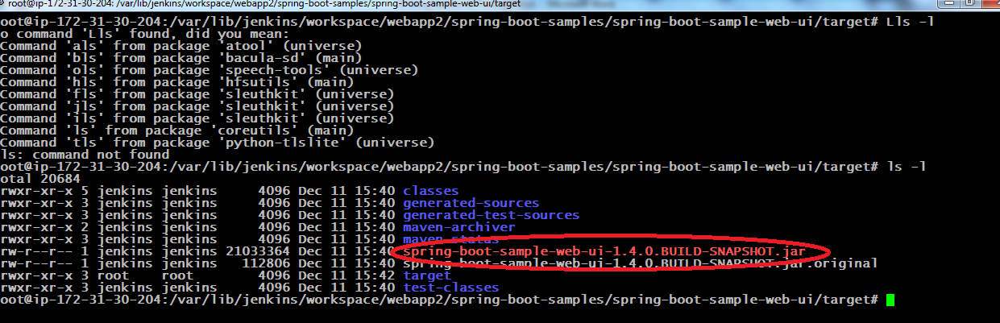 root@ip-172-31-30-204: /var/lib/jenkins/workspace/webapp2/spring-boot-samples/spring-boot-sample-web-ui/target
oot@ip-172-31-30-204:/var/lib/jenkins/workspace/webapp2/spring-boot-samples/spring-boot-sample-web-ui/target# Lls -l
o command 'Lls' found, did you mean:
Command 'als' from package 'atool' (universe)
Command 'bls' from package 'bacula-sd' (main)
Command 'ols' from package 'speech-tools' (universe)
Command 'hls' from package 'hfsutils' (main)
Command 'fls' from package 'sleuthkit' (universe)
Command 'jls' from package 'sleuthkit' (universe)
Command 'ils' from package 'sleuthkit' (universe)
Command 'ls' from package 'coreutils' (main)
Command 'tls' from package 'python-tlslite' (universe)
ls: command not found
oot@ip-172-31-30-204:/var/lib/jenkins/workspace/webapp2/spring-boot-samples/spring-boot-sample-web-ui/target# ls -l
otal 20684
rwxr-xr-x 5 jenkins jenkins     4096 Dec 11 15:40 classes
rwxr-xr-x 3 jenkins jenkins     4096 Dec 11 15:40 generated-sources
rwxr-xr-x 3 jenkins jenkins     4096 Dec 11 15:40 generated-test-sources
rwxr-xr-x 2 jenkins jenkins     4096 Dec 11 15:40 maven-archiver
rwxr-xr-x 3 jenkins jenkins     4096 Dec 11 15:40 maven-status
rw-r--r-- 1 jenkins jenkins 21033364 Dec 11 15:40 spring-boot-sample-web-ui-1.4.0.BUILD-SNAPSHOT.jar
rw-r--r-- 1 jenkins jenkins   112806 Dec 11 15:40 spring-boot-sample-web-ui-1.4.0.BUILD-SNAPSHOT.jar.original
rwxr-xr-x 3 root    root        4096 Dec 11 15:42 target
rwxr-xr-x 3 jenkins jenkins     4096 Dec 11 15:40 test-classes
oot@ip-172-31-30-204:/var/lib/jenkins/workspace/webapp2/spring-boot-samples/spring-boot-sample-web-ui/target#